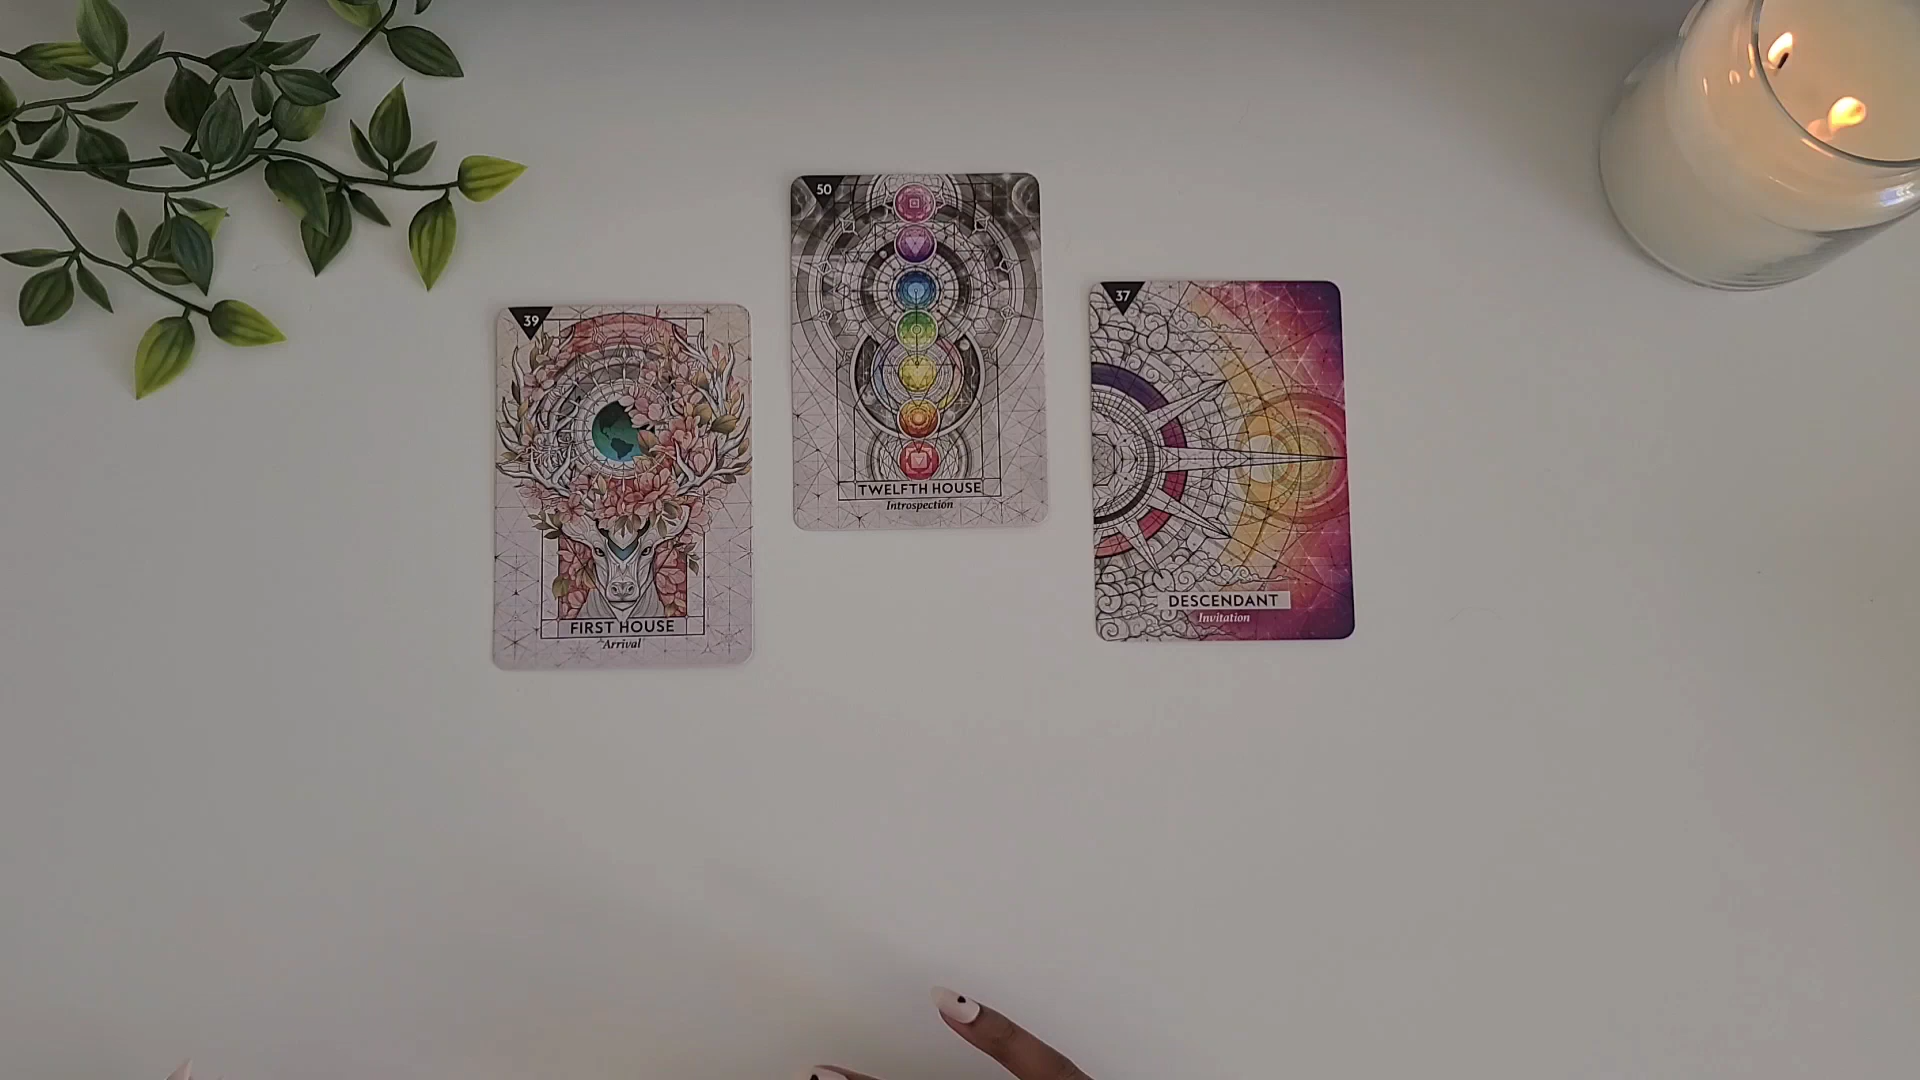 39
FIRST HOUSE
Arrival
50
TWELFTH HOUSE
Introspection
37
DESCENDANT
Invitation